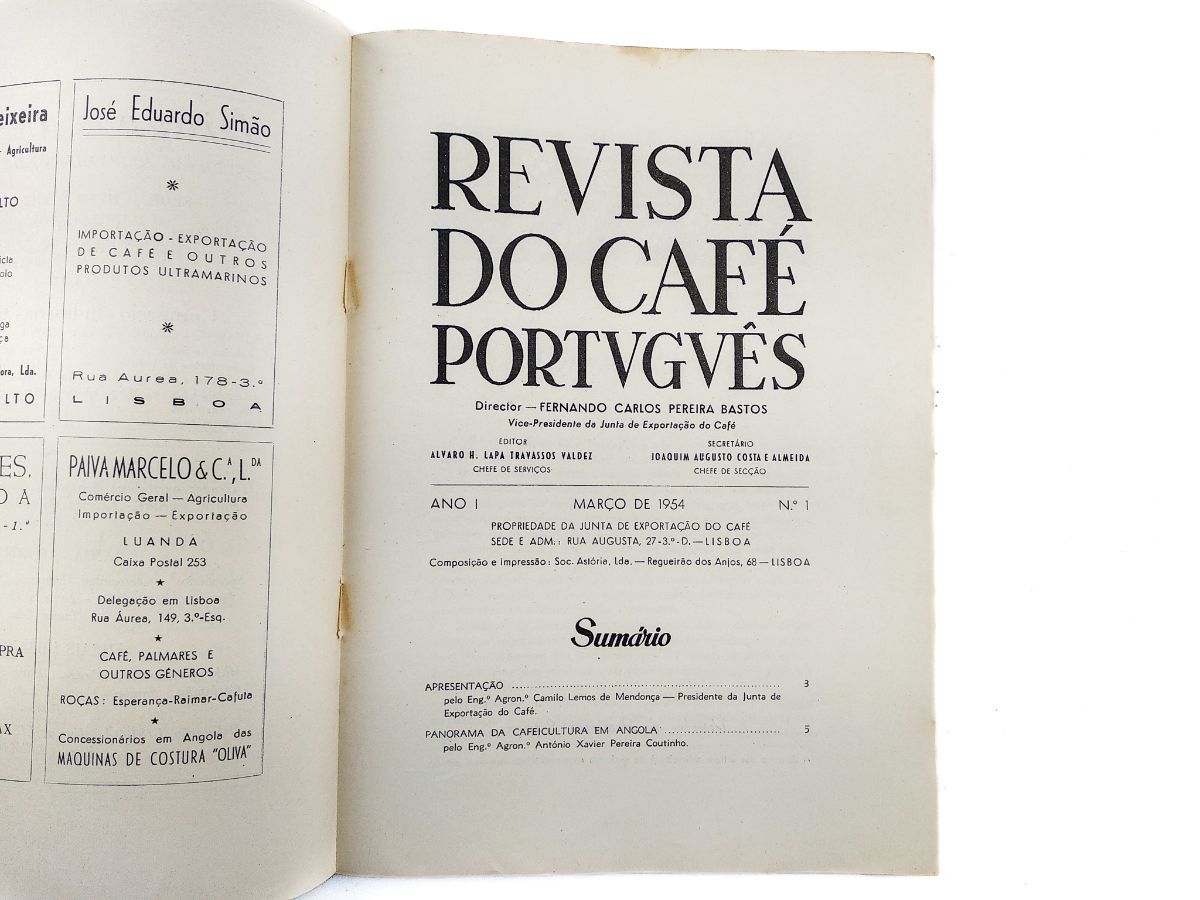 eixeira
Agricultura
LTO
ora, Lda.
LTO
José Eduardo Simão
IMPORTAÇÃO - EXPORTAÇÃO
DE CAFÉ E OUTROS
PRODUTOS ULTRAMARINOS
Rua Aurea, 178-3.º
LISBOA
ES,
O A
-1.º
PRA
AX
PAIVA MARCELO & C.ª, L.DA
Comércio Geral — Agricultura
Importação — Exportação
LUANDA
Caixa Postal 253
Delegação em Lisboa
Rua Áurea, 149, 3.º-Esq.
CAFÉ, PALMARES E
OUTROS GÉNEROS
ROÇAS: Esperança-Raimar-Cafuta
Concessionários em Angola das
MAQUINAS DE COSTURA "OLIVA"
REVISTA
DO CAFÉ
PORTVGVÊS
Director — FERNANDO CARLOS PEREIRA BASTOS
Vice-Presidente da Junta de Exportação do Café
EDITOR
ALVARO H. LAPA TRAVASSOS VALDEZ
CHEFE DE SERVIÇOS
SECRETÁRIO
JOAQUIM AUGUSTO COSTA E ALMEIDA
CHEFE DE SECÇÃO
ANO I MARÇO DE 1954 N.º 1
PROPRIEDADE DA JUNTA DE EXPORTAÇÃO DO CAFÉ
SEDE E ADM.: RUA AUGUSTA, 27-3.º-D. — LISBOA
Composição e Impressão: Soc. Astória, Lda. — Regueirão dos Anjos, 68 — LISBOA
Sumário
APRESENTAÇÃO ........ 3
pelo Eng.º Agron.º Camilo Lemos de Mendonça — Presidente da Junta de
Exportação do Café.
PANORAMA DA CAFEICULTURA EM ANGOLA ........ 5
pelo Eng.º Agron.º António Xavier Pereira Coutinho.